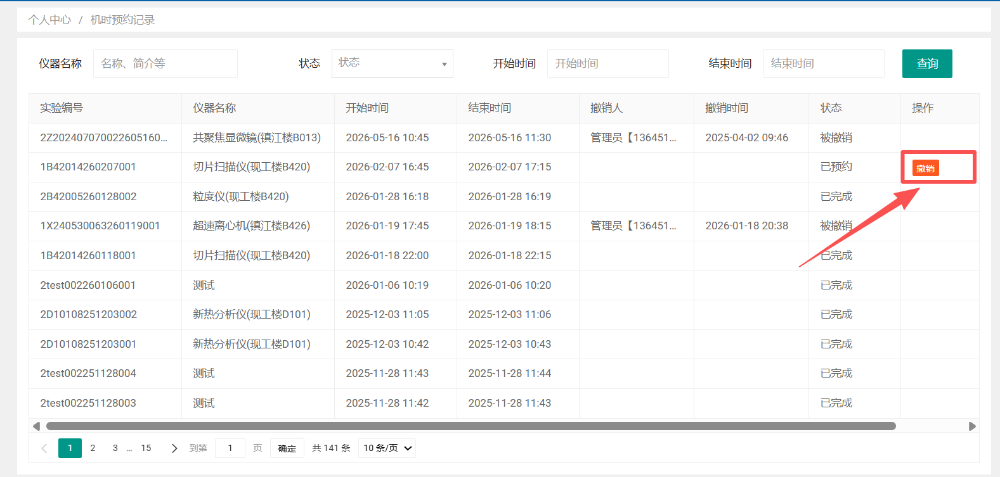 个人中心 / 机时预约记录
仪器名称 名称、简介等 状态 状态 开始时间 开始时间 结束时间 结束时间 查询
实验编号 仪器名称 开始时间 结束时间 撤销人 撤销时间 状态 操作
2Z202407070022605160... 共聚焦显微镜(镇江楼B013) 2026-05-16 10:45 2026-05-16 11:30 管理员【136451... 2025-04-02 09:46 被撤销
1B42014260207001 切片扫描仪(现工楼B420) 2026-02-07 16:45 2026-02-07 17:15 已预约 撤销
2B42005260128002 粒度仪(现工楼B420) 2026-01-28 16:18 2026-01-28 16:19 已完成
1X240530063260119001 超速离心机(镇江楼B426) 2026-01-19 17:45 2026-01-19 18:15 管理员【136451... 2026-01-18 20:38 被撤销
1B42014260118001 切片扫描仪(现工楼B420) 2026-01-18 22:00 2026-01-18 22:15 已完成
2test002260106001 测试 2026-01-06 10:19 2026-01-06 10:20 已完成
2D10108251203002 新热分析仪(现工楼D101) 2025-12-03 11:05 2025-12-03 11:06 已完成
2D10108251203001 新热分析仪(现工楼D101) 2025-12-03 10:42 2025-12-03 10:43 已完成
2test002251128004 测试 2025-11-28 11:43 2025-11-28 11:44 已完成
2test002251128003 测试 2025-11-28 11:42 2025-11-28 11:43 已完成
1 2 3 ... 15 到第 1 页 确定 共 141 条 10 条/页